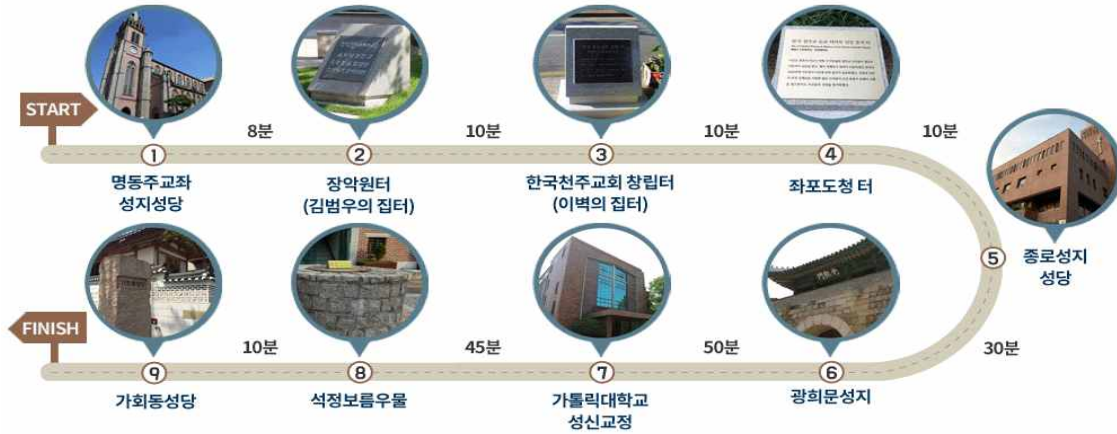 START
8분
10분
10분
10분
①
②
③
④
명동주교좌
성지성당
장악원터
(김범우의 집터)
한국천주교회 창립터
(이벽의 집터)
좌포도청 터
⑤
종로성지
성당
FINISH
10분
45분
50분
30분
⑨
⑧
⑦
⑥
가회동성당
석정보름우물
가톨릭대학교
성신교정
광희문성지